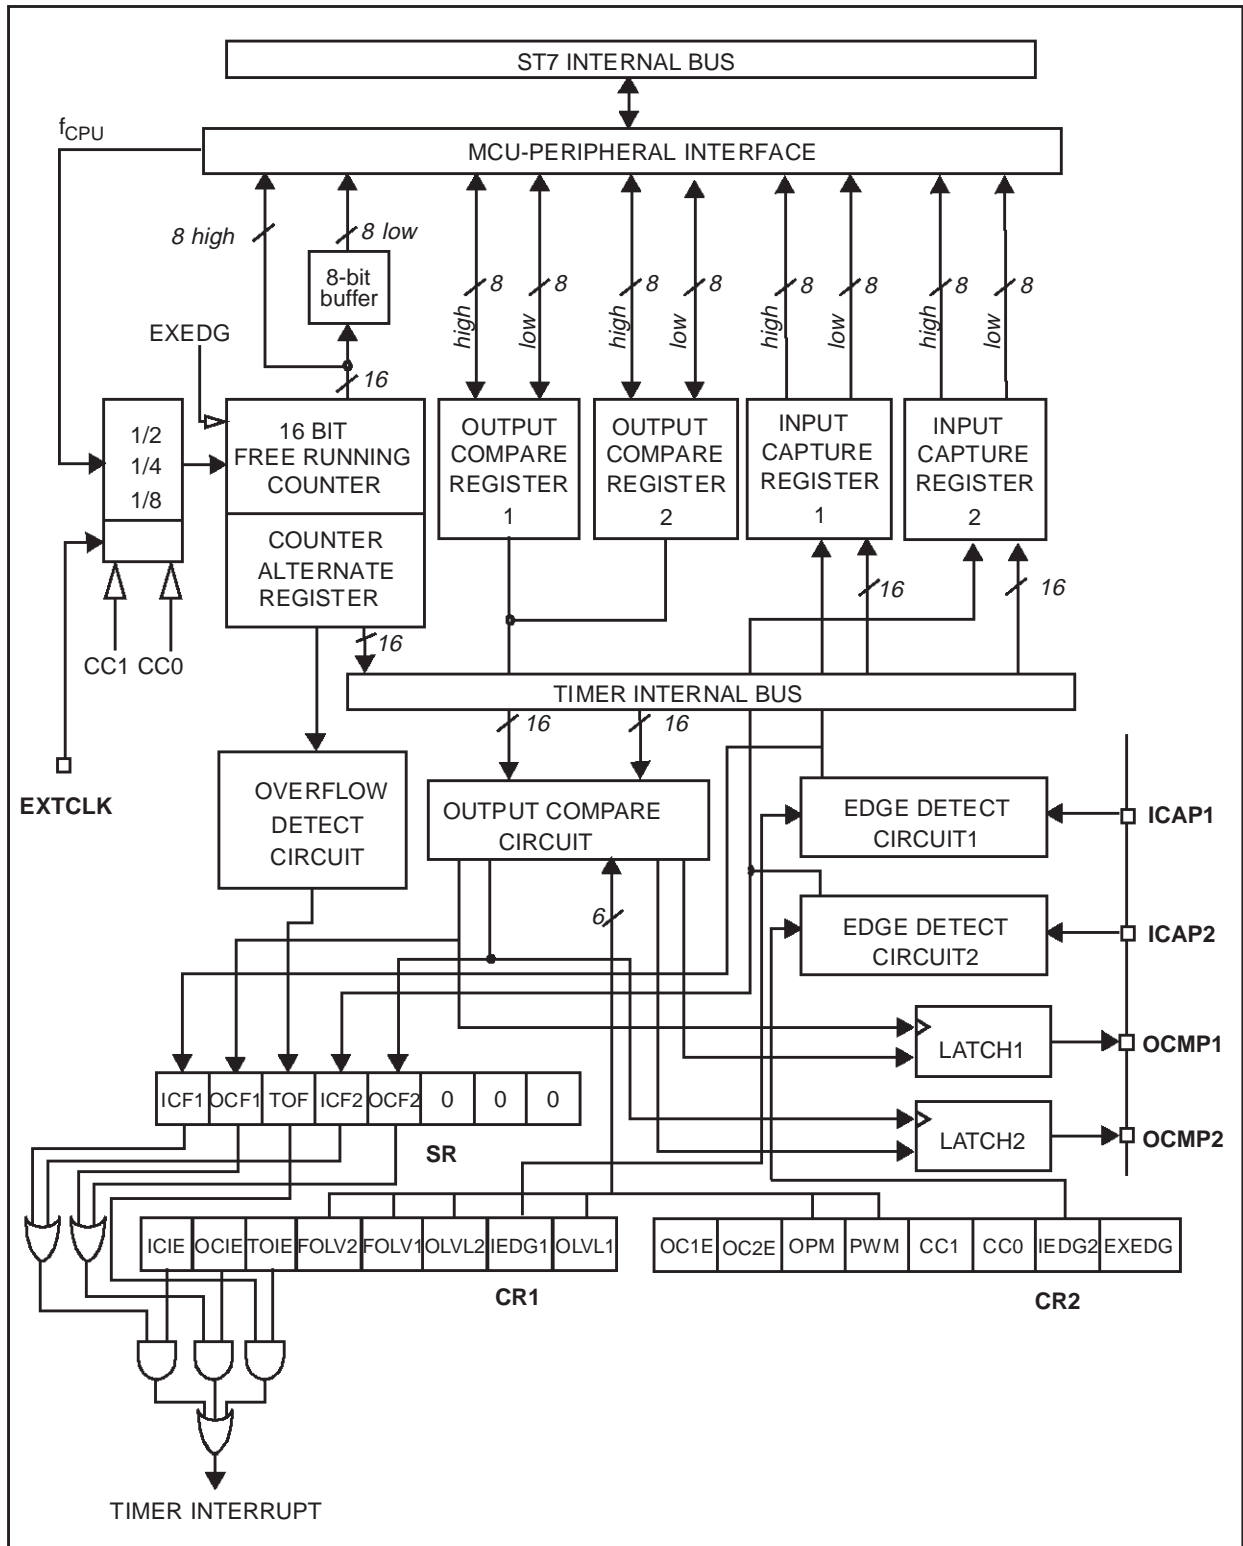 ST7 INTERNAL BUS
fCPU
MCU-PERIPHERAL INTERFACE
8 high
8 low
8-bit
buffer
8
8
8
8
8
8
8
8
high
low
high
low
high
low
high
low
EXEDG
16
1/2
1/4
1/8
16 BIT
FREE RUNNING
COUNTER
OUTPUT
COMPARE
REGISTER
1
OUTPUT
COMPARE
REGISTER
2
INPUT
CAPTURE
REGISTER
1
INPUT
CAPTURE
REGISTER
2
COUNTER
ALTERNATE
REGISTER
16
16
16
CC1
CC0
TIMER INTERNAL BUS
16
16
EXTCLK
OVERFLOW
DETECT
CIRCUIT
OUTPUT COMPARE
CIRCUIT
EDGE DETECT
CIRCUIT1
ICAP1
6
EDGE DETECT
CIRCUIT2
ICAP2
LATCH1
OCMP1
ICF1
OCF1
TOF
ICF2
OCF2
0
0
0
SR
LATCH2
OCMP2
ICIE
OCIE
TOIE
FOLV2
FOLV1
OLVL2
IEDG1
OLVL1
CR1
OC1E
OC2E
OPM
PWM
CC1
CC0
IEDG2
EXEDG
CR2
TIMER INTERRUPT